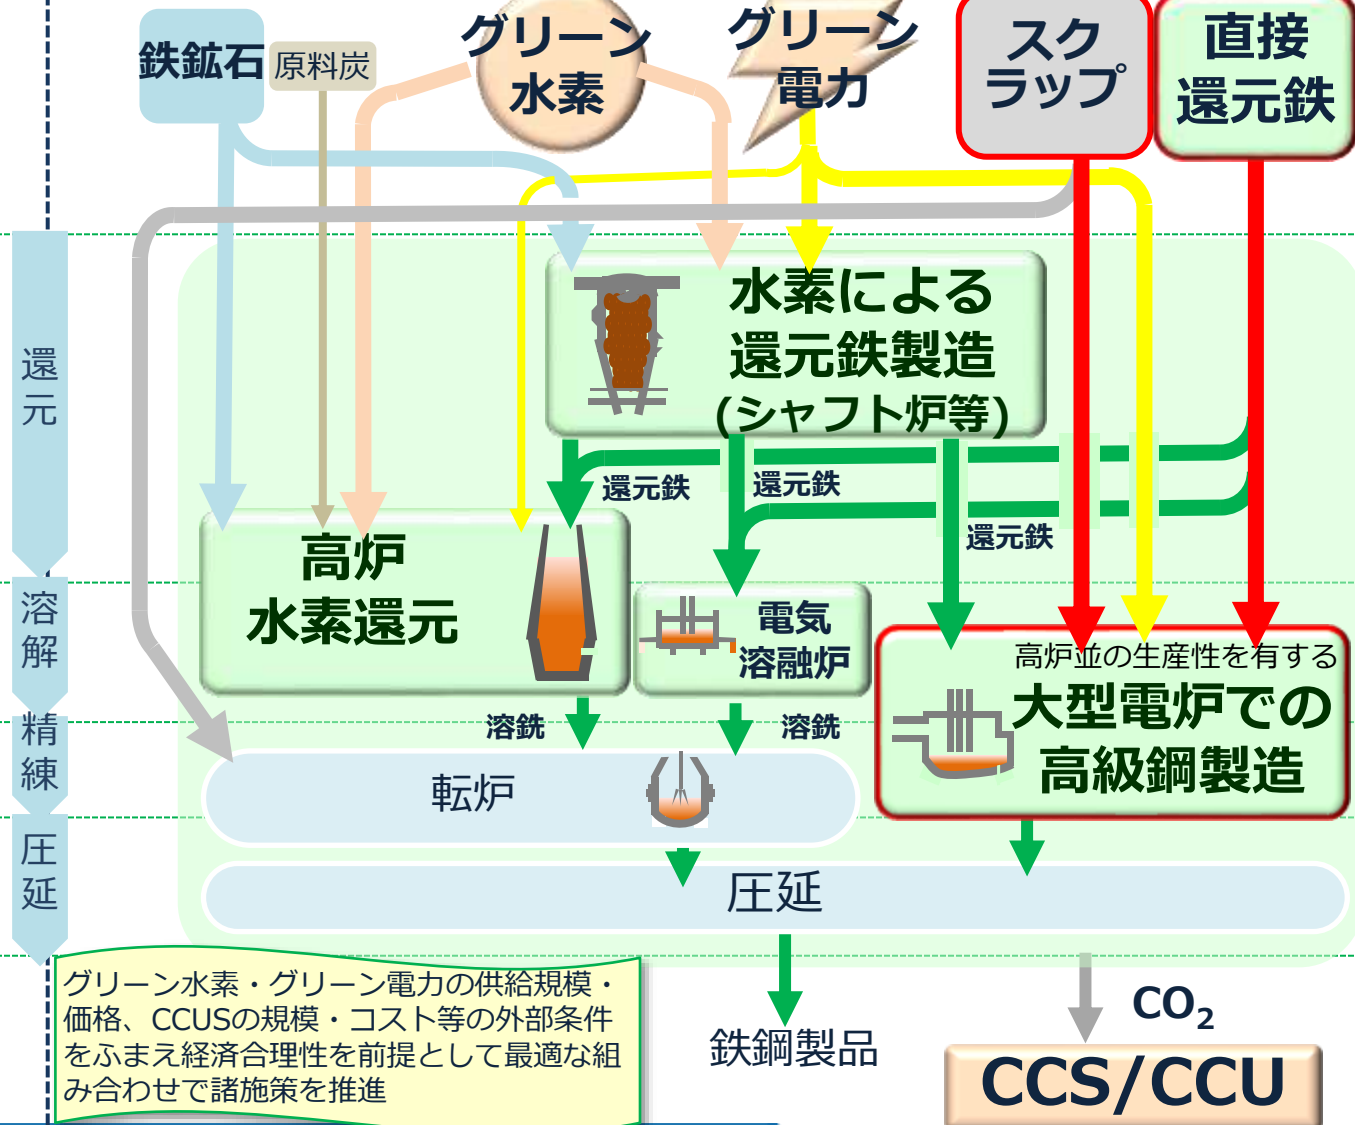 鉄鉱石
原料炭
グリーン
水素
グリーン
電力
スク
ラップ
直接
還元鉄
還元
水素による
還元鉄製造
(シャフト炉等)
還元鉄
還元鉄
還元鉄
高炉
水素還元
溶解
電気
溶融炉
高炉並の生産性を有する
大型電炉での
高級鋼製造
溶銑
溶銑
精練
転炉
圧延
圧延
グリーン水素・グリーン電力の供給規模・
価格、CCUSの規模・コスト等の外部条件
をふまえ経済合理性を前提として最適な組
み合わせで諸施策を推進
鉄鋼製品
CO₂
CCS/CCU